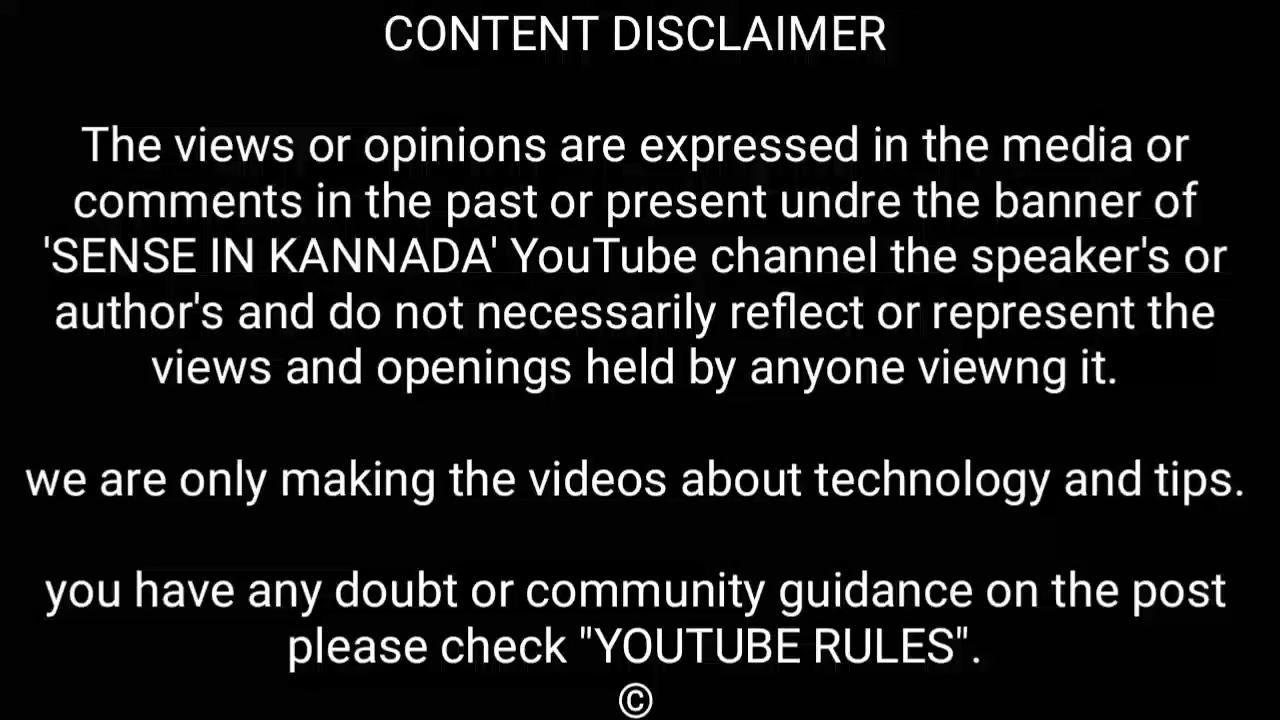 CONTENT DISCLAIMER
The views or opinions are expressed in the media or
comments in the past or present undre the banner of
'SENSE IN KANNADA' YouTube channel the speaker's or
author's and do not necessarily reflect or represent the
views and openings held by anyone viewng it.
we are only making the videos about technology and tips.
you have any doubt or community guidance on the post
please check "YOUTUBE RULES".
©